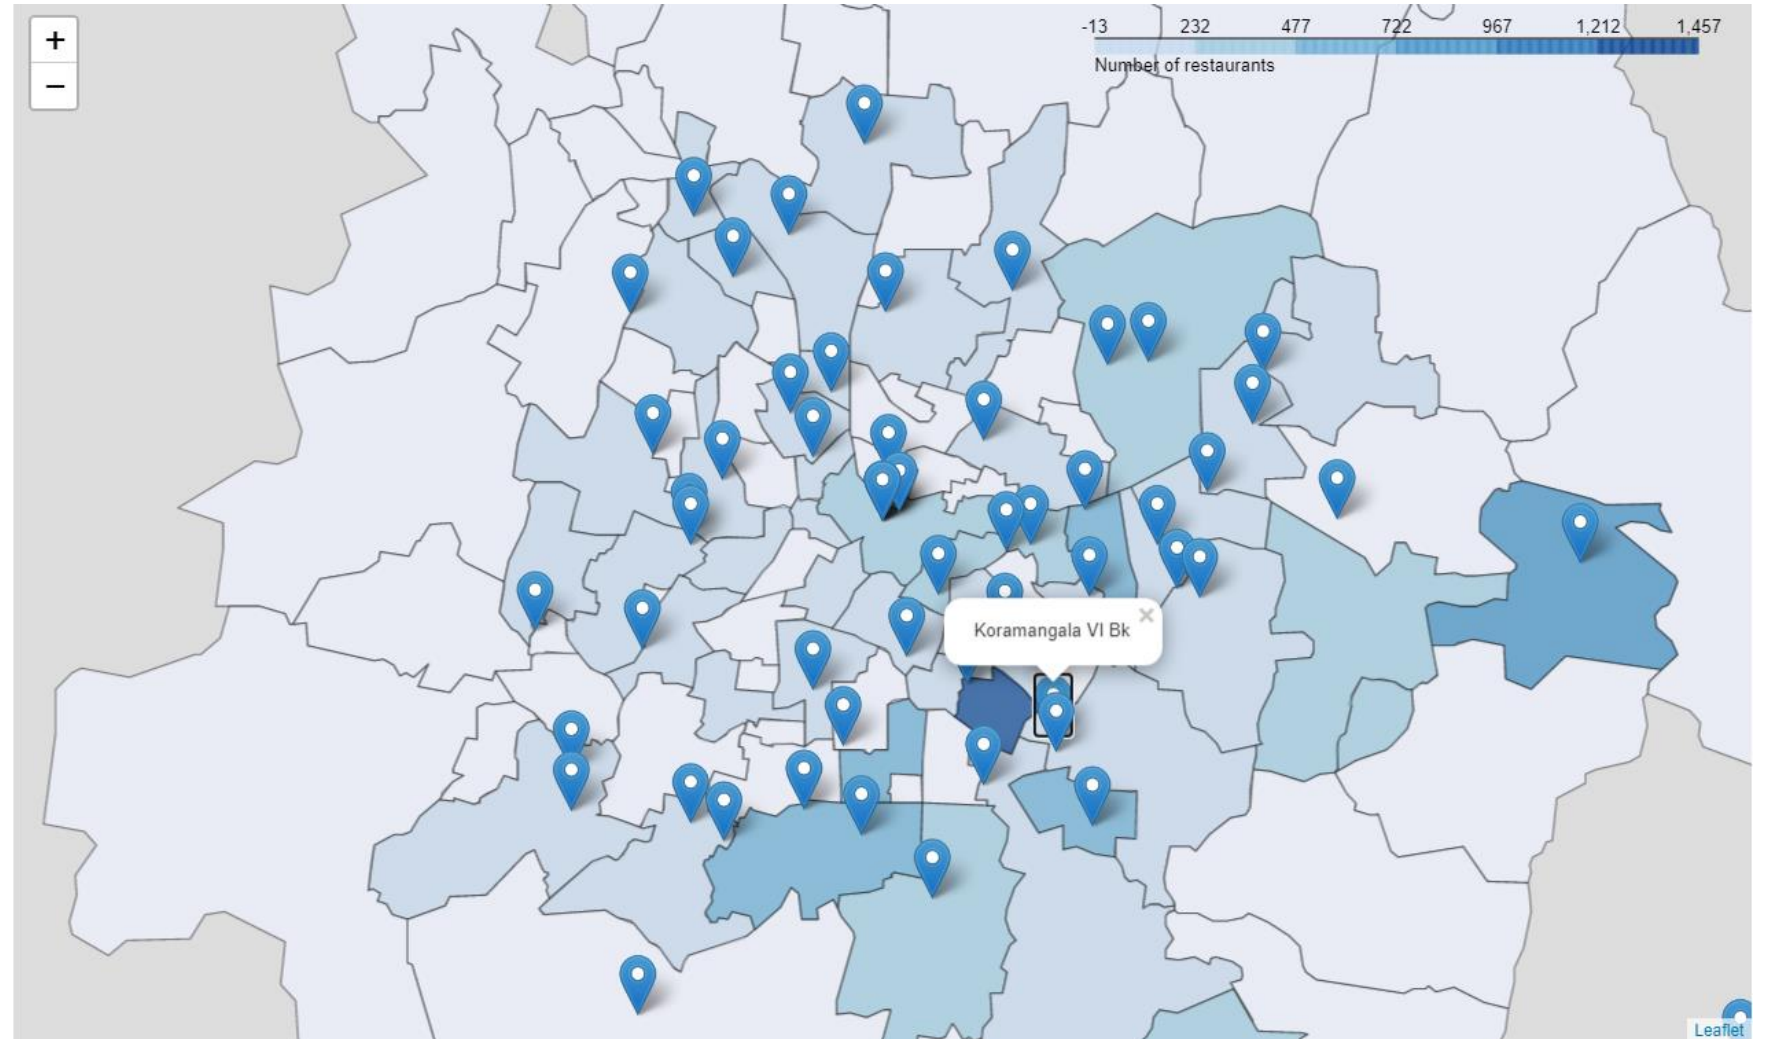 +
−
-13 232 477 722 967 1,212 1,457
Number of restaurants
Koramangala VI Bk ×
Leaflet